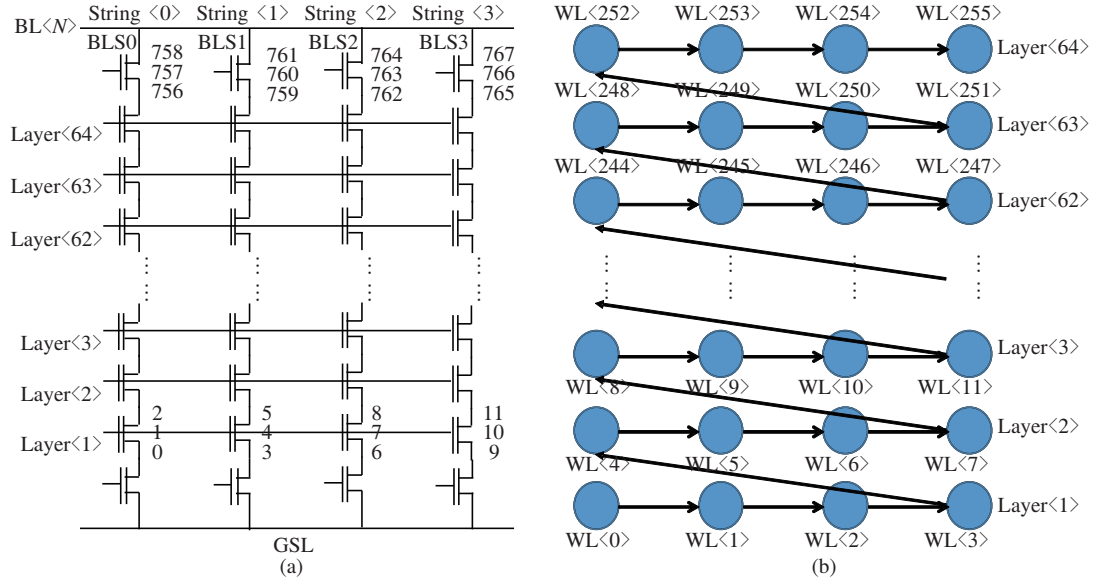 String <0> String <1> String <2> String <3>
BL<N>
BLS0 BLS1 BLS2 BLS3
758 761 764 767
757 760 763 766
756 759 762 765
Layer<64>
Layer<63>
Layer<62>
Layer<3>
Layer<2>
2 5 8 11
Layer<1> 1 4 7 10
0 3 6 9
GSL
(a)
WL<252> WL<253> WL<254> WL<255>
Layer<64>
WL<248> WL<249> WL<250> WL<251>
Layer<63>
WL<244> WL<245> WL<246> WL<247>
Layer<62>
Layer<3>
WL<8> WL<9> WL<10> WL<11>
Layer<2>
WL<4> WL<5> WL<6> WL<7>
Layer<1>
WL<0> WL<1> WL<2> WL<3>
(b)